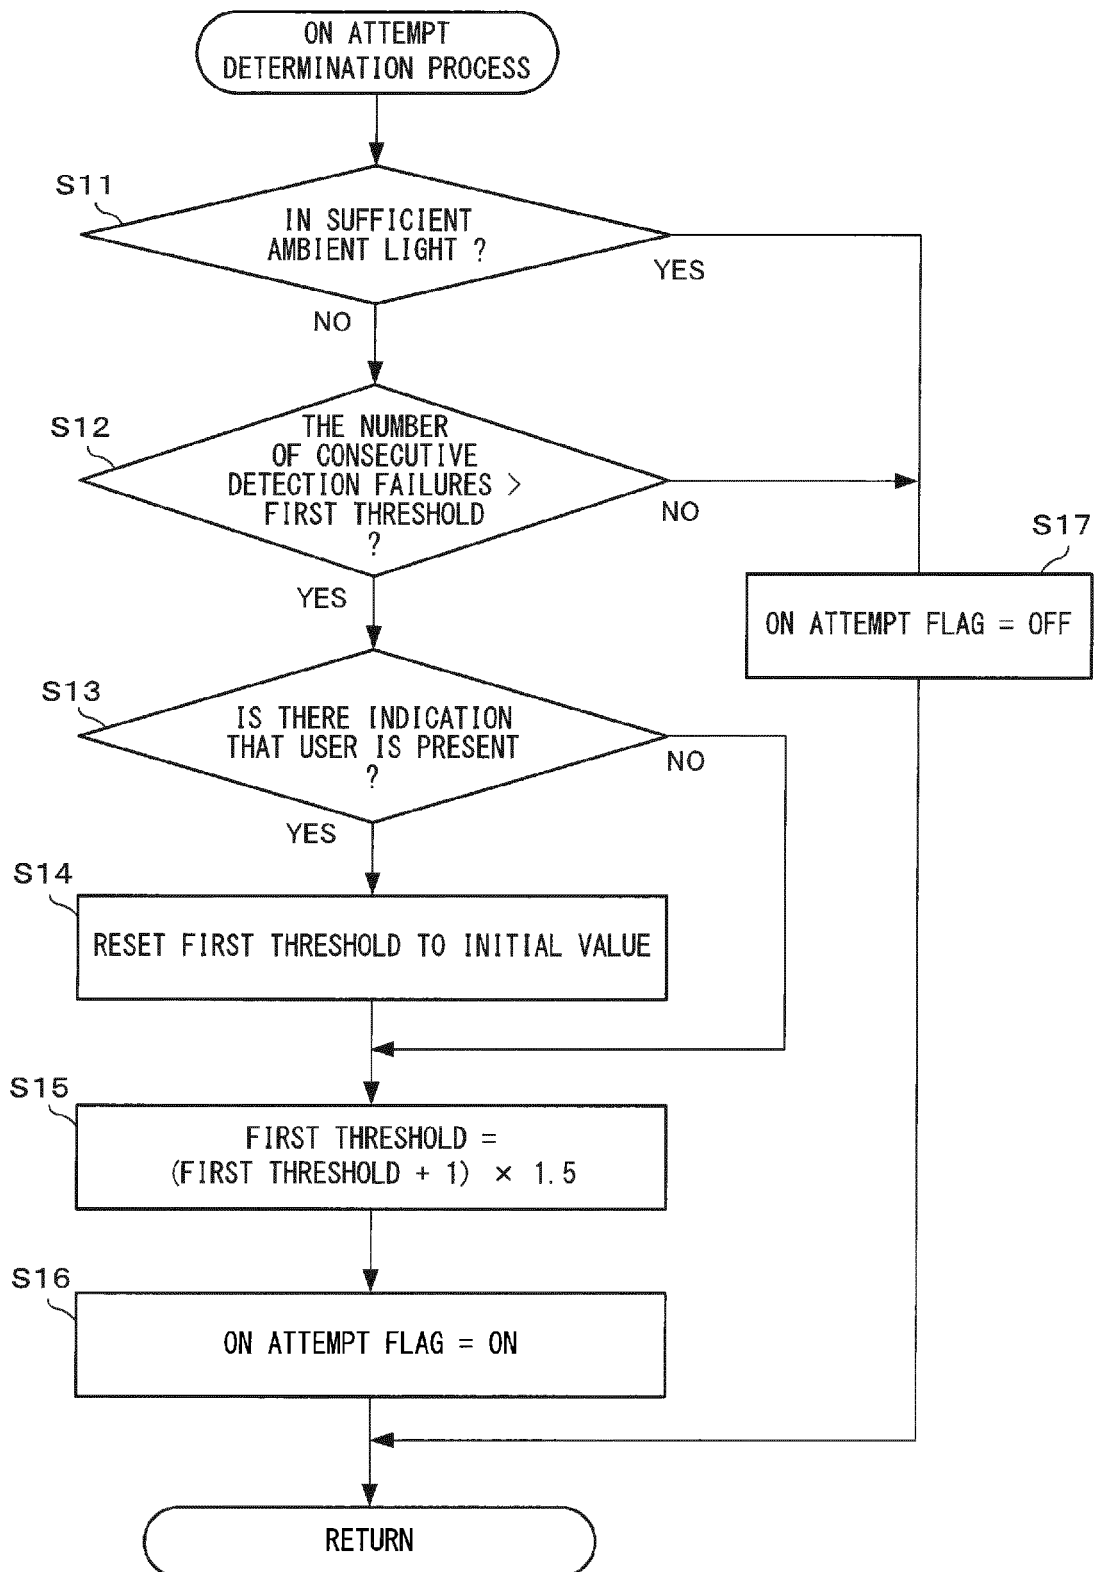 ON ATTEMPT
DETERMINATION PROCESS
S11
IN SUFFICIENT
AMBIENT LIGHT ?
YES
NO
S12
THE NUMBER
OF CONSECUTIVE
DETECTION FAILURES >
FIRST THRESHOLD
?
NO
YES
S17
ON ATTEMPT FLAG = OFF
S13
IS THERE INDICATION
THAT USER IS PRESENT
?
NO
YES
S14
RESET FIRST THRESHOLD TO INITIAL VALUE
S15
FIRST THRESHOLD =
(FIRST THRESHOLD + 1) × 1.5
S16
ON ATTEMPT FLAG = ON
RETURN